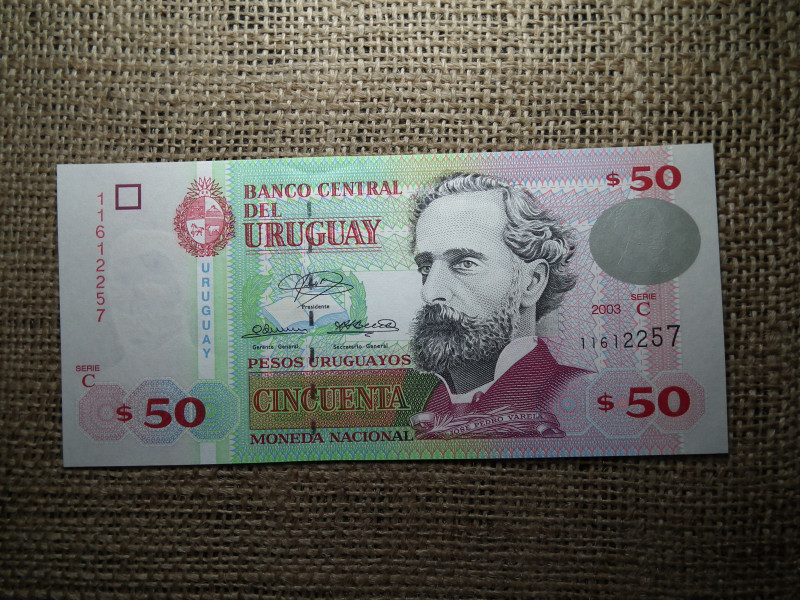 11612257
BANCO CENTRAL
DEL
URUGUAY
$ 50
URUGUAY
Presidente
Gerente General
Secretario General
2003
SERIE
C
11612257
PESOS URUGUAYOS
SERIE
C
$ 50
CINCUENTA
$ 50
JOSE PEDRO VARELA
MONEDA NACIONAL